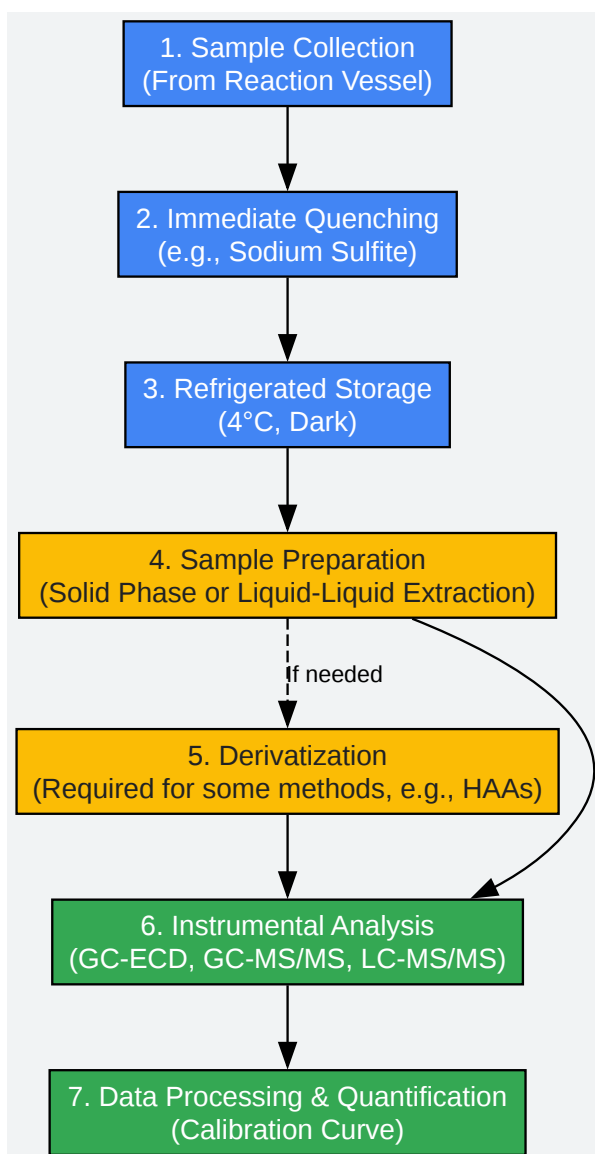 1. Sample Collection
(From Reaction Vessel)
2. Immediate Quenching
(e.g., Sodium Sulfite)
3. Refrigerated Storage
(4°C, Dark)
4. Sample Preparation
(Solid Phase or Liquid-Liquid Extraction)
If needed
5. Derivatization
(Required for some methods, e.g., HAAs)
6. Instrumental Analysis
(GC-ECD, GC-MS/MS, LC-MS/MS)
7. Data Processing & Quantification
(Calibration Curve)